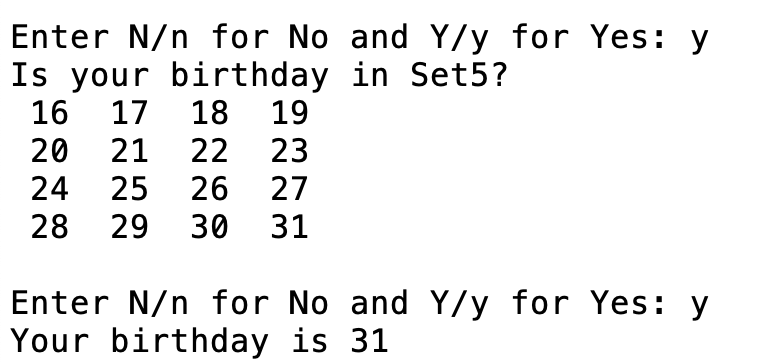 Enter N/n for No and Y/y for Yes: y
Is your birthday in Set5?
16 17 18 19
20 21 22 23
24 25 26 27
28 29 30 31
Enter N/n for No and Y/y for Yes: y
Your birthday is 31